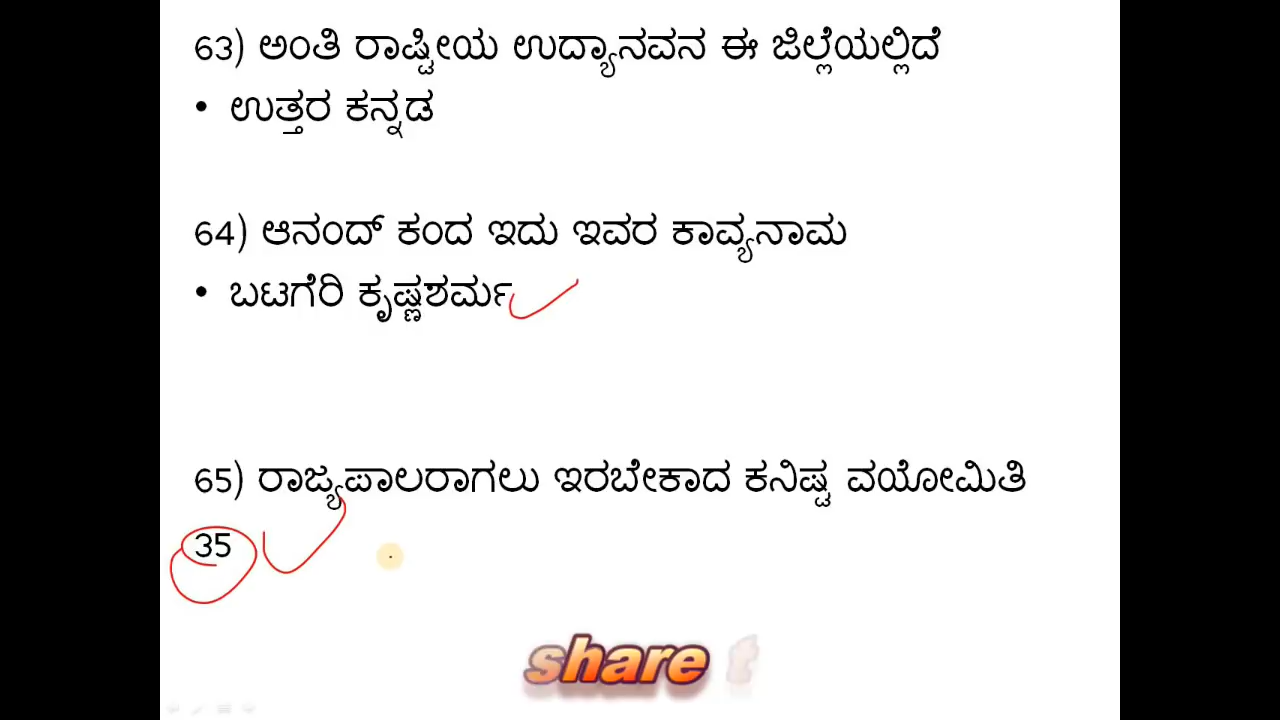 63) ಅಂತಿ ರಾಷ್ಟೀಯ ಉದ್ಯಾನವನ ಈ ಜಿಲ್ಲೆಯಲ್ಲಿದೆ
• ಉತ್ತರ ಕನ್ನಡ
64) ಆನಂದ್ ಕಂದ ಇದು ಇವರ ಕಾವ್ಯನಾಮ
• ಬಟಗೆರಿ ಕೃಷ್ಣಶರ್ಮ
65) ರಾಜ್ಯಪಾಲರಾಗಲು ಇರಬೇಕಾದ ಕನಿಷ್ಟ ವಯೋಮಿತಿ
35
share t